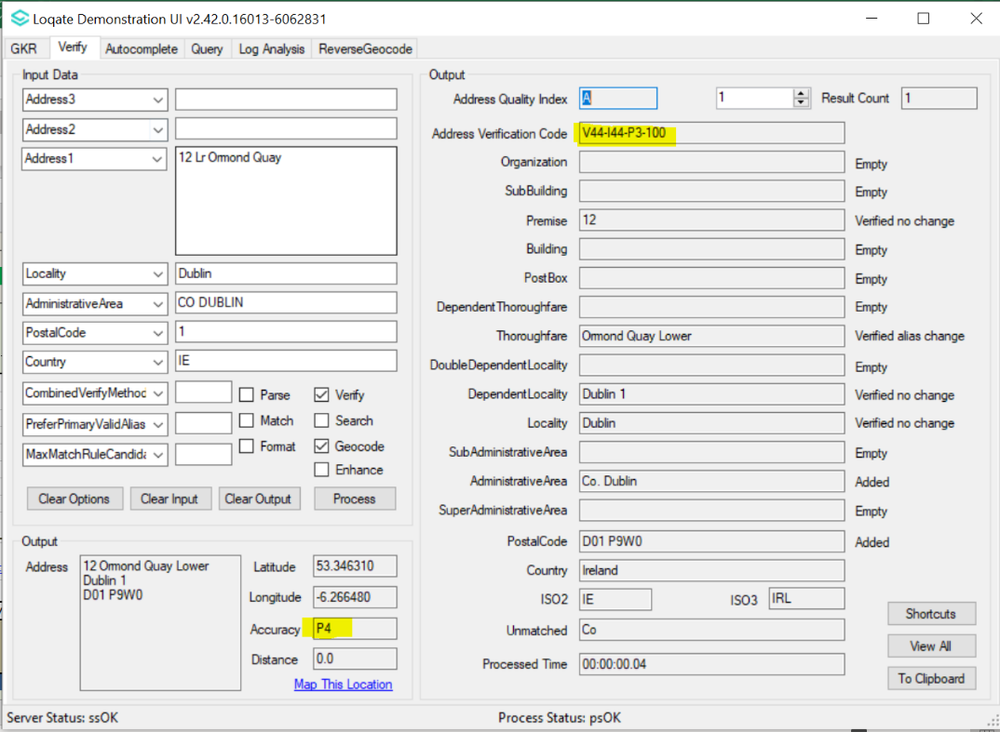 Loqate Demonstration UI v2.42.0.16013-6062831
GKR Verify Autocomplete Query Log Analysis ReverseGeocode
Input Data
Address3
Address2
Address1 12 Lr Ormond Quay
Locality Dublin
AdministrativeArea CO DUBLIN
PostalCode 1
Country IE
CombinedVerifyMethod Parse Verify
PreferPrimaryValidAlias Match Search
MaxMatchRuleCandida Format Geocode
Enhance
Clear Options Clear Input Clear Output Process
Output
Address 12 Ormond Quay Lower
Dublin 1
D01 P9W0
Latitude 53.346310
Longitude -6.266480
Accuracy P4
Distance 0.0
Map This Location
Output
Address Quality Index A 1 Result Count 1
Address Verification Code V44-I44-P3-100
Organization Empty
SubBuilding Empty
Premise 12 Verified no change
Building Empty
PostBox Empty
DependentThoroughfare Empty
Thoroughfare Ormond Quay Lower Verified alias change
DoubleDependentLocality Empty
DependentLocality Dublin 1 Verified no change
Locality Dublin Verified no change
SubAdministrativeArea Empty
AdministrativeArea Co. Dublin Added
SuperAdministrativeArea Empty
PostalCode D01 P9W0 Added
Country Ireland
ISO2 IE ISO3 IRL
Unmatched Co
Processed Time 00:00:00.04
Shortcuts
View All
To Clipboard
Server Status: ssOK Process Status: psOK